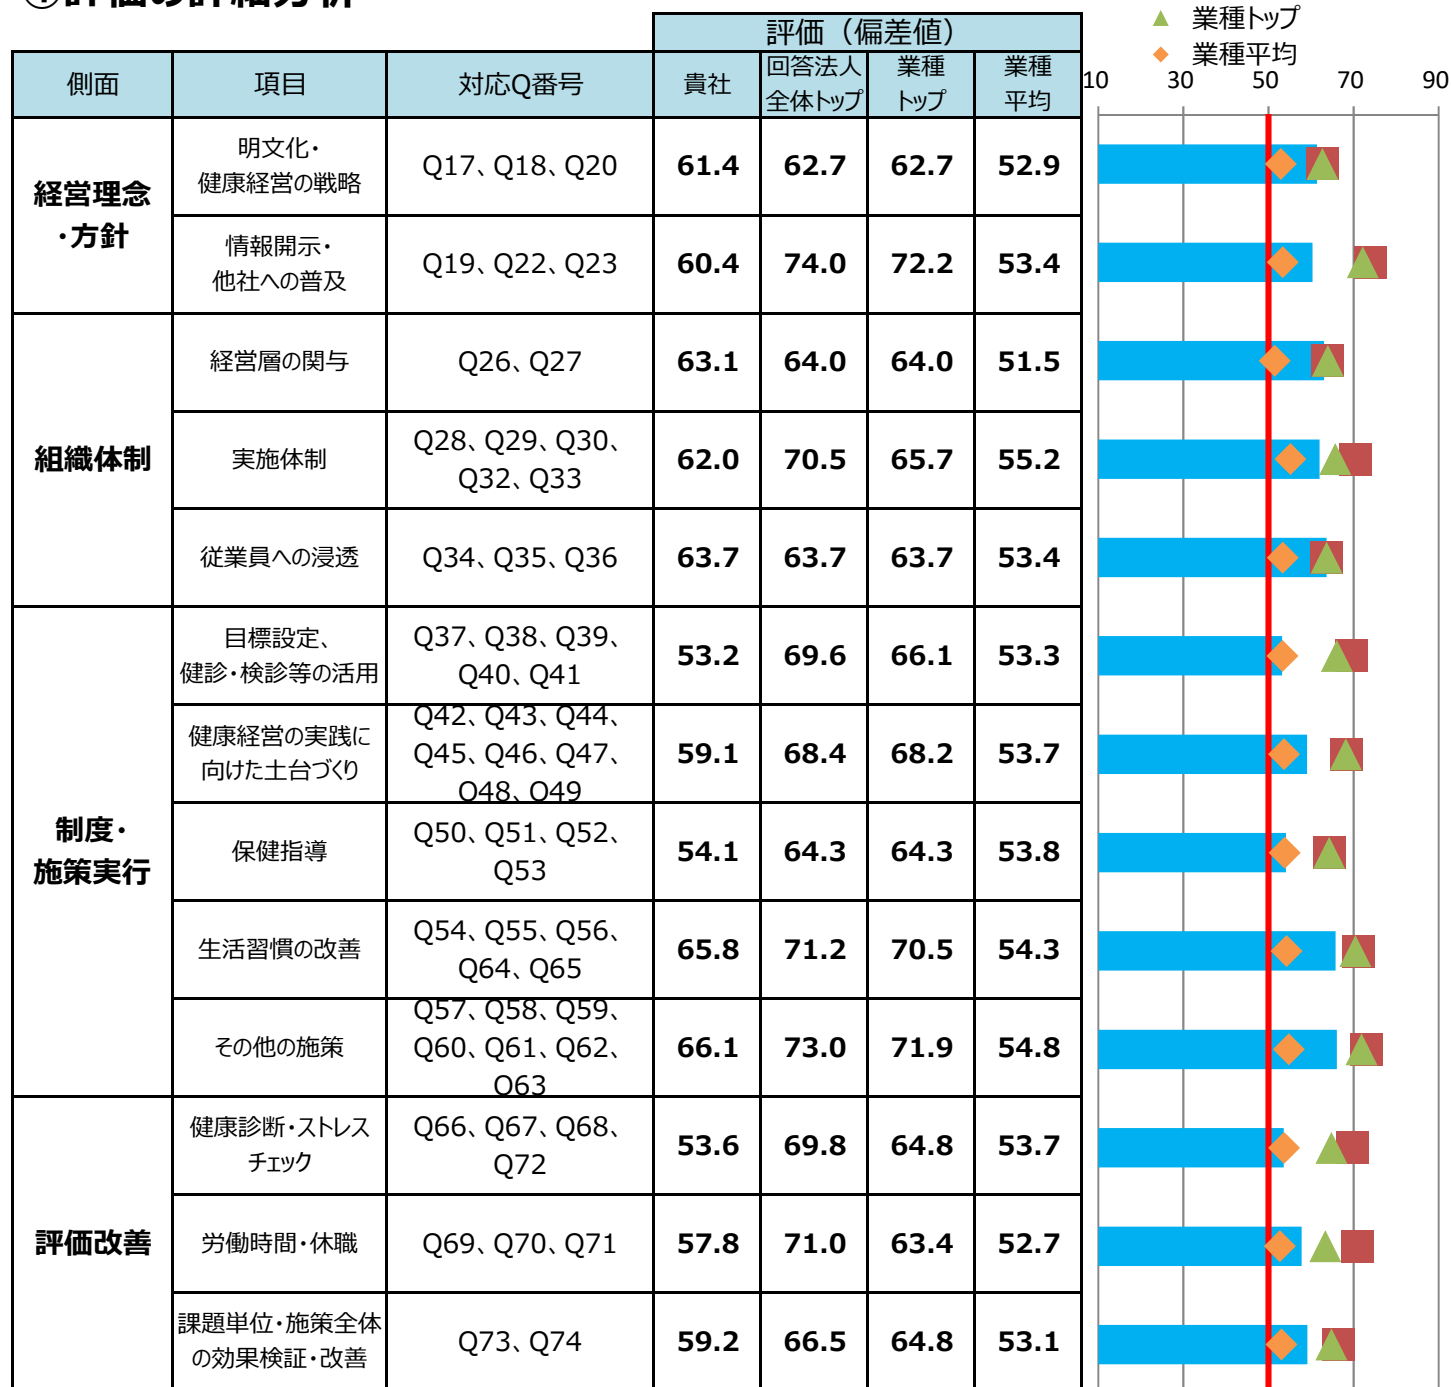 ①評価の詳細分析
▲ 業種トップ
◆ 業種平均
評価（偏差値）
側面 項目 対応Q番号 貴社 回答法人全体トップ 業種トップ 業種平均
10 30 50 70 90
経営理念・方針
明文化・健康経営の戦略 Q17、Q18、Q20 61.4 62.7 62.7 52.9
情報開示・他社への普及 Q19、Q22、Q23 60.4 74.0 72.2 53.4
組織体制
経営層の関与 Q26、Q27 63.1 64.0 64.0 51.5
実施体制 Q28、Q29、Q30、Q32、Q33 62.0 70.5 65.7 55.2
従業員への浸透 Q34、Q35、Q36 63.7 63.7 63.7 53.4
制度・施策実行
目標設定、健診・検診等の活用 Q37、Q38、Q39、Q40、Q41 53.2 69.6 66.1 53.3
健康経営の実践に向けた土台づくり Q42、Q43、Q44、Q45、Q46、Q47、Q48、Q49 59.1 68.4 68.2 53.7
保健指導 Q50、Q51、Q52、Q53 54.1 64.3 64.3 53.8
生活習慣の改善 Q54、Q55、Q56、Q64、Q65 65.8 71.2 70.5 54.3
その他の施策 Q57、Q58、Q59、Q60、Q61、Q62、Q63 66.1 73.0 71.9 54.8
評価改善
健康診断・ストレスチェック Q66、Q67、Q68、Q72 53.6 69.8 64.8 53.7
労働時間・休職 Q69、Q70、Q71 57.8 71.0 63.4 52.7
課題単位・施策全体の効果検証・改善 Q73、Q74 59.2 66.5 64.8 53.1